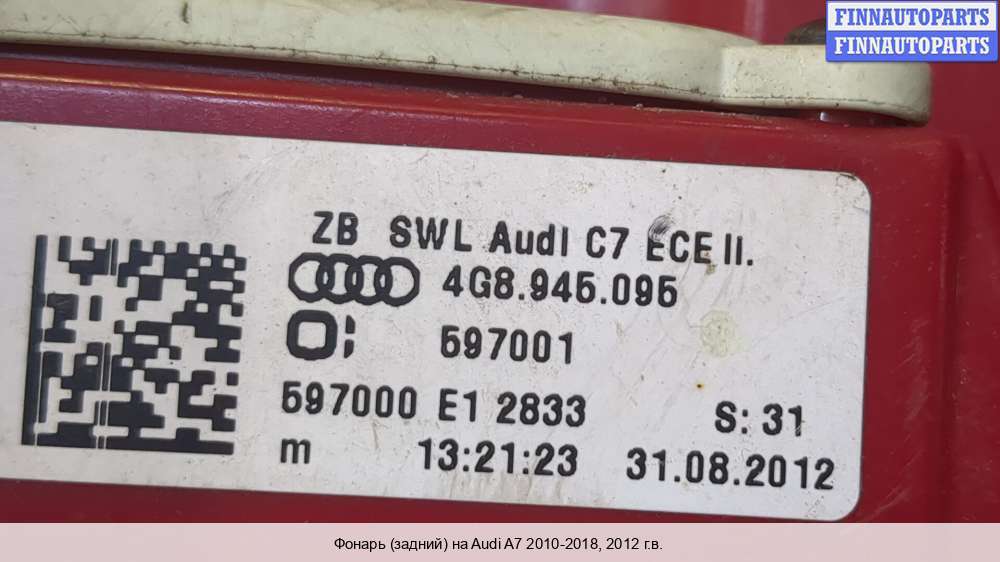 FINNAUTOPARTS
FINNAUTOPARTS
ZB SWL Audi C7 ECE II.
4G8.945.095
597001
597000 E1 2833
S: 31
m
13:21:23
31.08.2012
Фонарь (задний) на Audi A7 2010-2018, 2012 г.в.